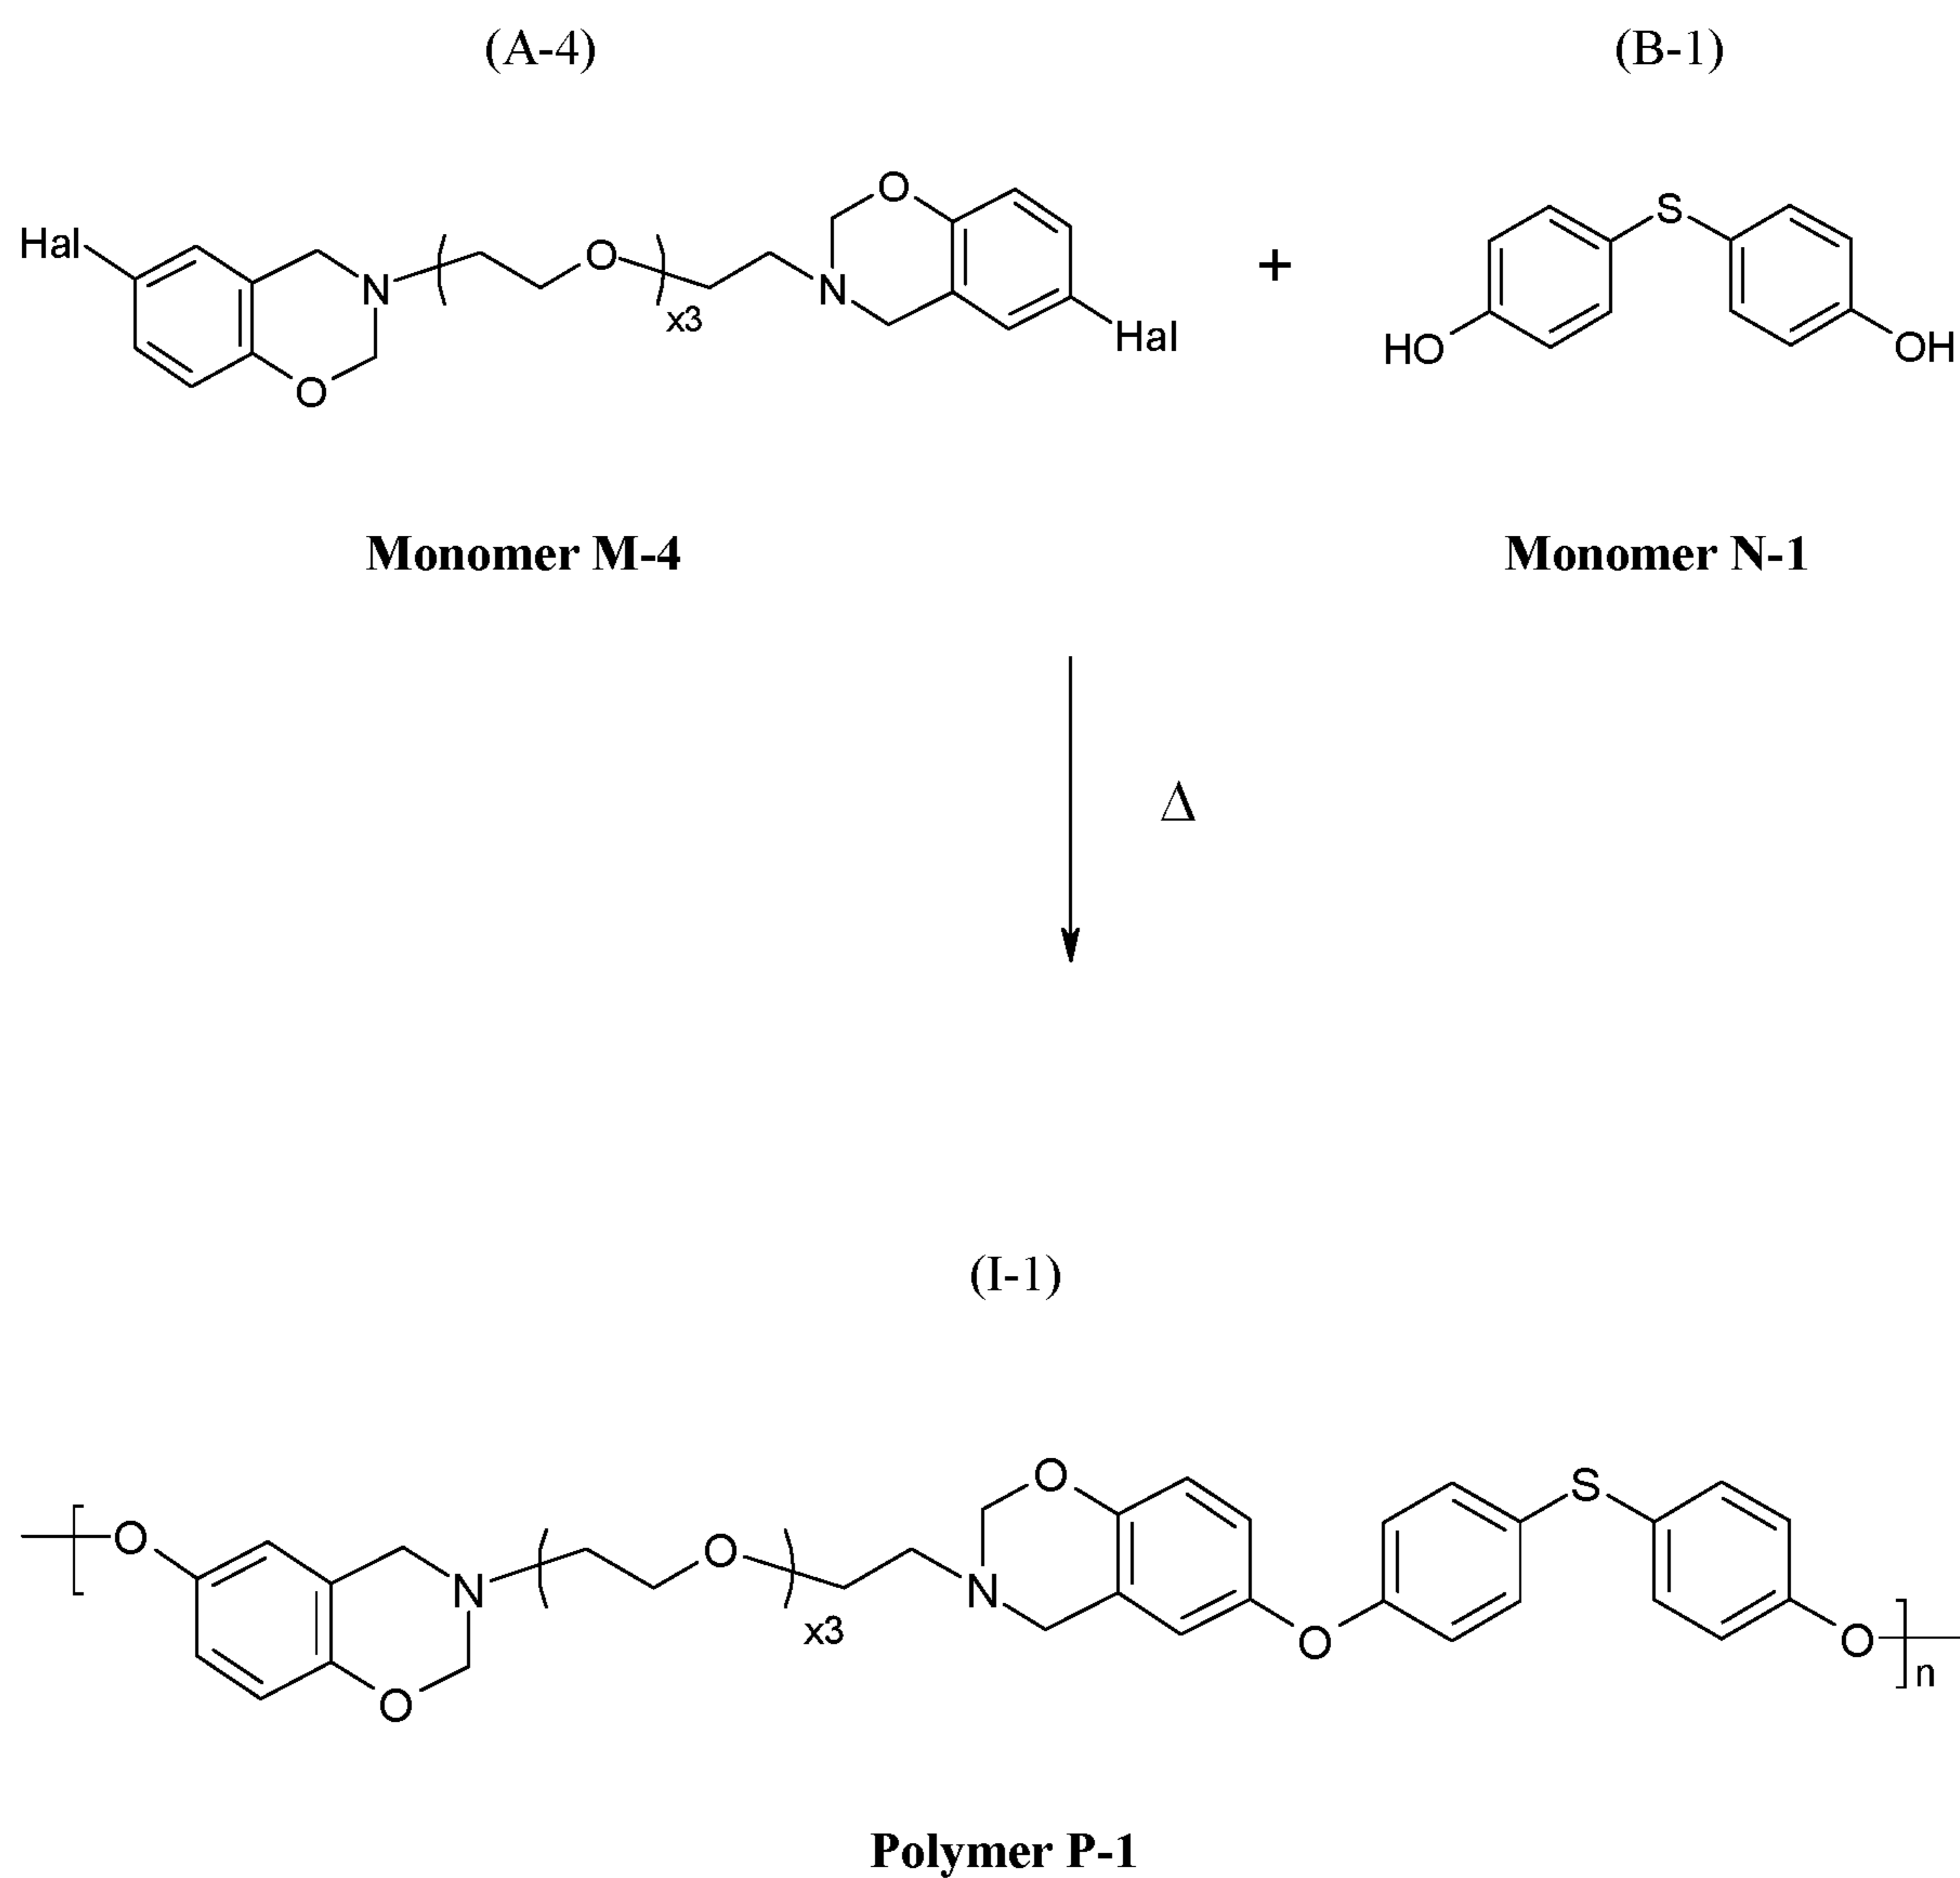 (A-4) (B-1)
O
S
Hal
O
+
N
N
x3
Hal
HO
OH
O
Monomer M-4 Monomer N-1
Δ
(I-1)
O
S
O
O
N
N
x3
O
O
n
O
Polymer P-1